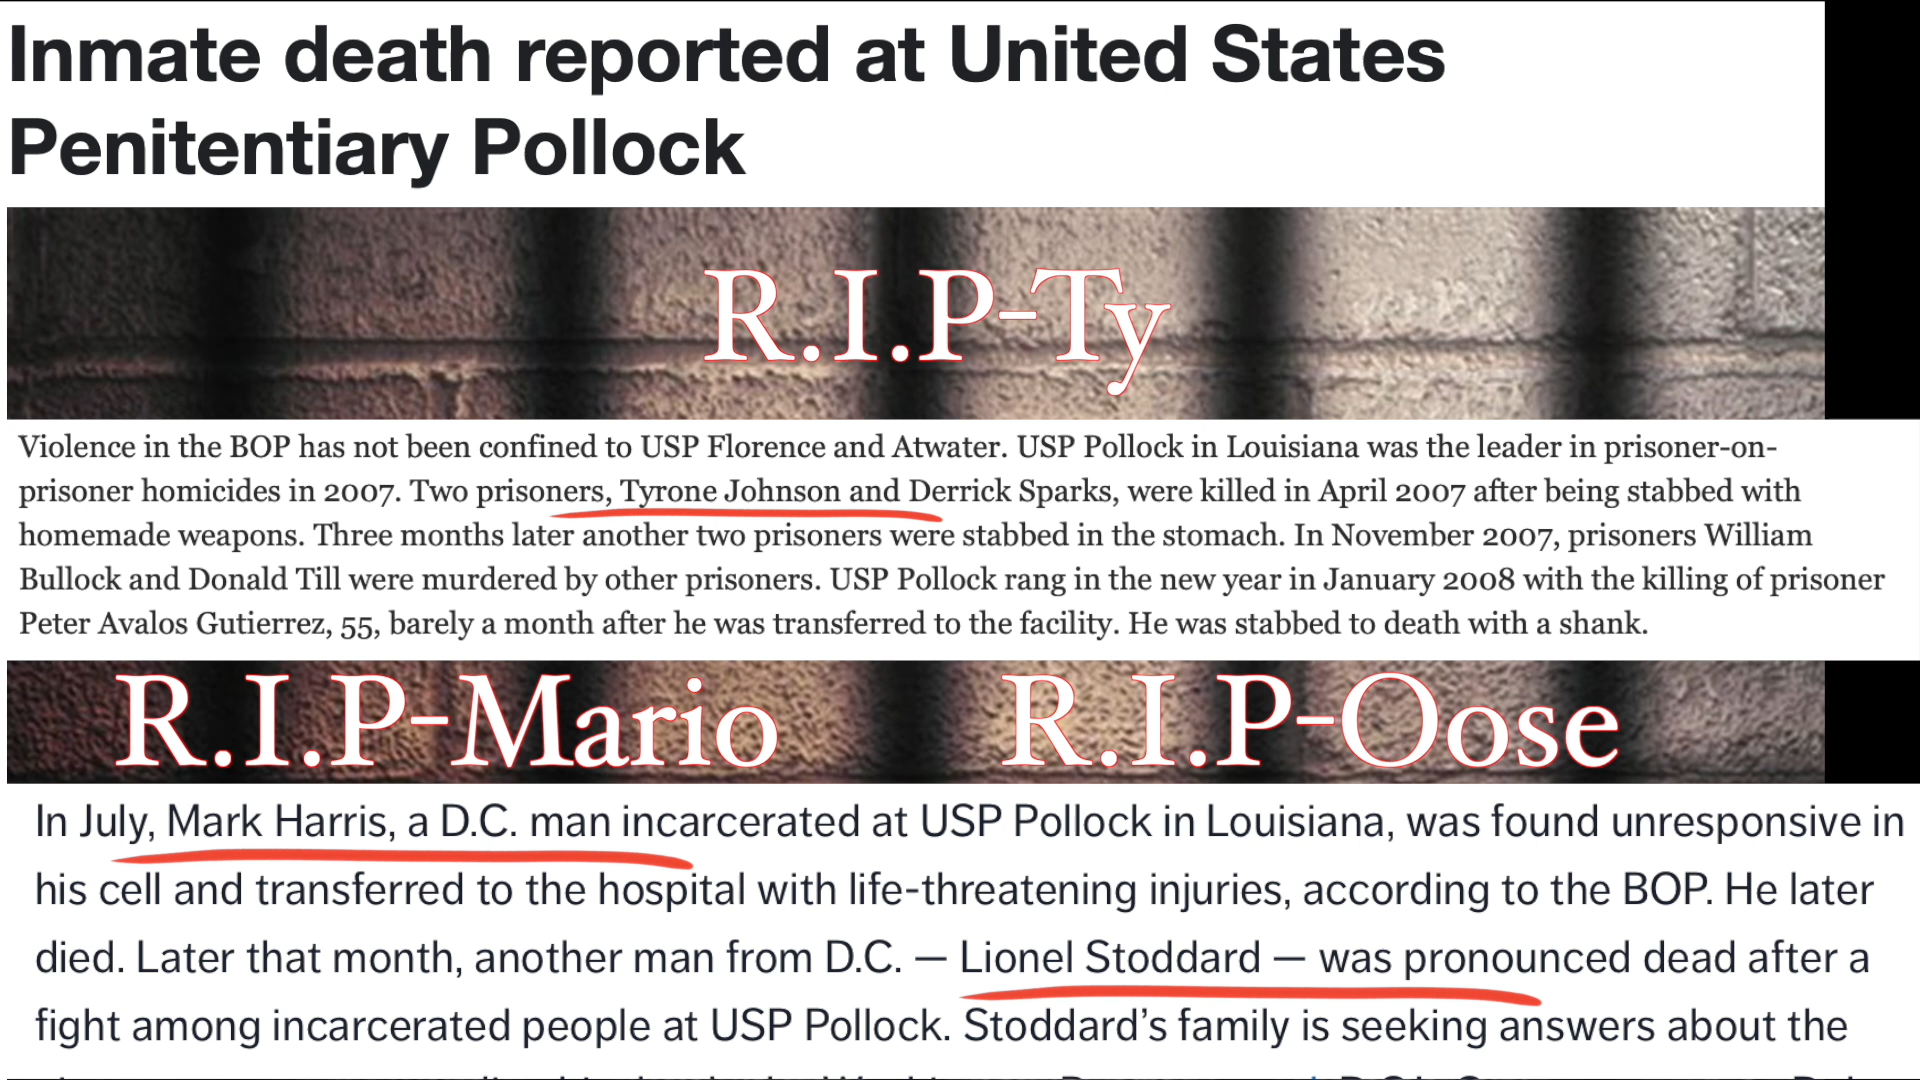 Inmate death reported at United States
Penitentiary Pollock
R.I.P-Ty
Violence in the BOP has not been confined to USP Florence and Atwater. USP Pollock in Louisiana was the leader in prisoner-on-
prisoner homicides in 2007. Two prisoners, Tyrone Johnson and Derrick Sparks, were killed in April 2007 after being stabbed with
homemade weapons. Three months later another two prisoners were stabbed in the stomach. In November 2007, prisoners William
Bullock and Donald Till were murdered by other prisoners. USP Pollock rang in the new year in January 2008 with the killing of prisoner
Peter Avalos Gutierrez, 55, barely a month after he was transferred to the facility. He was stabbed to death with a shank.
R.I.P-Mario R.I.P-Oose
In July, Mark Harris, a D.C. man incarcerated at USP Pollock in Louisiana, was found unresponsive in
his cell and transferred to the hospital with life-threatening injuries, according to the BOP. He later
died. Later that month, another man from D.C. — Lionel Stoddard — was pronounced dead after a
fight among incarcerated people at USP Pollock. Stoddard’s family is seeking answers about the